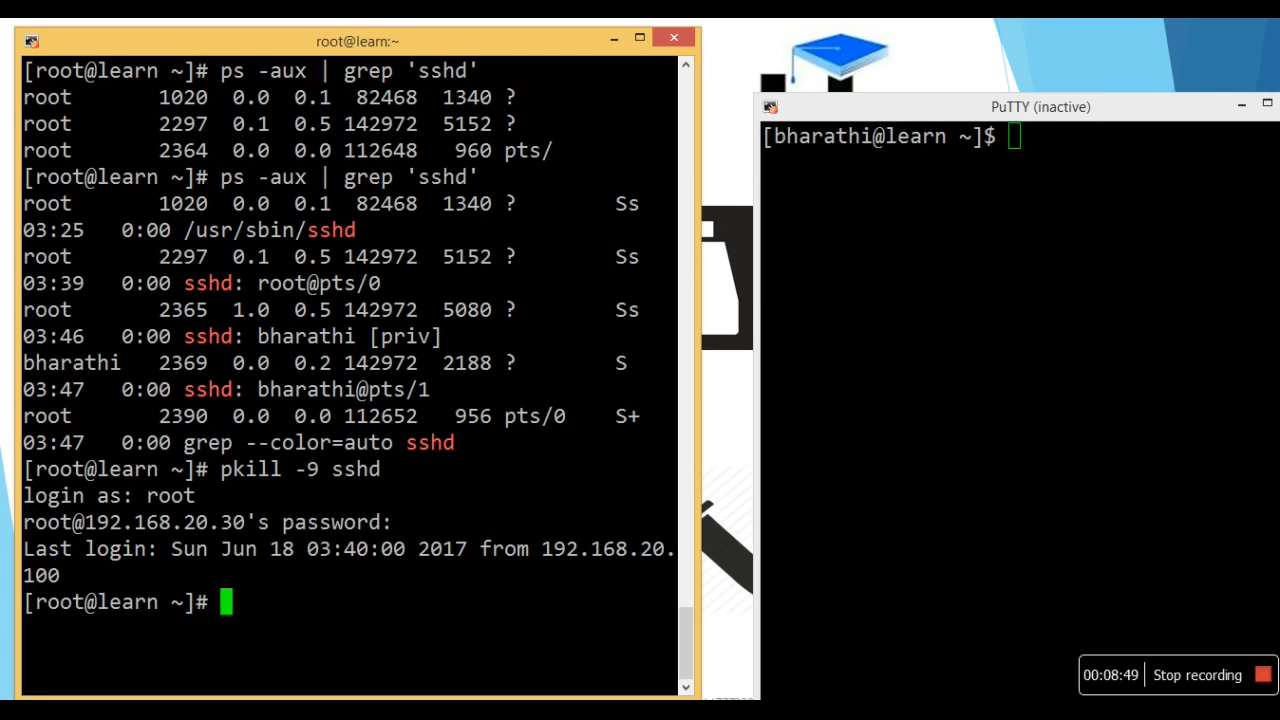 root@learn:~
[root@learn ~]# ps -aux | grep 'sshd'
root 1020 0.0 0.1 82468 1340 ?
root 2297 0.1 0.5 142972 5152 ?
root 2364 0.0 0.0 112648 960 pts/
[root@learn ~]# ps -aux | grep 'sshd'
root 1020 0.0 0.1 82468 1340 ? Ss
03:25 0:00 /usr/sbin/sshd
root 2297 0.1 0.5 142972 5152 ? Ss
03:39 0:00 sshd: root@pts/0
root 2365 1.0 0.5 142972 5080 ? Ss
03:46 0:00 sshd: bharathi [priv]
bharathi 2369 0.0 0.2 142972 2188 ? S
03:47 0:00 sshd: bharathi@pts/1
root 2390 0.0 0.0 112652 956 pts/0 S+
03:47 0:00 grep --color=auto sshd
[root@learn ~]# pkill -9 sshd
login as: root
root@192.168.20.30's password:
Last login: Sun Jun 18 03:40:00 2017 from 192.168.20.
100
[root@learn ~]#
PuTTY (inactive)
[bharathi@learn ~]$
00:08:49 Stop recording